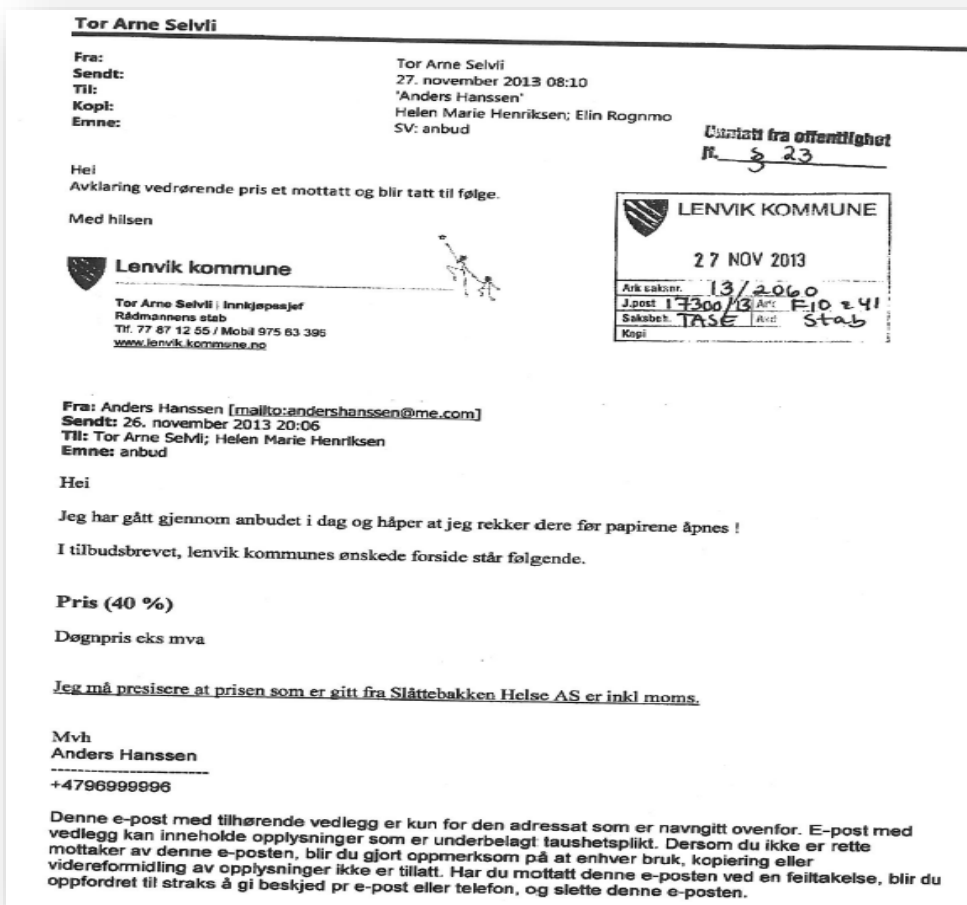 Tor Arne Selvli
Fra: Tor Arne Selvli
Sendt: 27. november 2013 08:10
Til: 'Anders Hanssen'
Kopi: Helen Marie Henriksen; Elin Rognmo
Emne: SV: anbud
Unntatt fra offentlighet
§ 23
Hei
Avklaring vedrørende pris et mottatt og blir tatt til følge.
Med hilsen
LENVIK KOMMUNE
27 NOV 2013
Ark saksnr. 13/2060
J.post 17300/13 Ark FID z 41
Saksbeh. TASE Avd Stab
Kopi
Lenvik kommune
Tor Arne Selvli | Innkjøpssjef
Rådmannens stab
Tlf. 77 87 12 55 / Mobil 975 63 395
www.lenvik.kommune.no
Fra: Anders Hanssen [mailto:andershanssen@me.com]
Sendt: 26. november 2013 20:06
Til: Tor Arne Selvli; Helen Marie Henriksen
Emne: anbud
Hei
Jeg har gått gjennom anbudet i dag og håper at jeg rekker dere før papirene åpnes !
I tilbudsbrevet, lenvik kommunes ønskede forside står følgende.
Pris (40 %)
Døgnpris eks mva
Jeg må presisere at prisen som er gitt fra Slåttebakken Helse AS er inkl moms.
Mvh
Anders Hanssen
--------------------
+4796999996
Denne e-post med tilhørende vedlegg er kun for den adressat som er navngitt ovenfor. E-post med
vedlegg kan inneholde opplysninger som er underbelagt taushetsplikt. Dersom du ikke er rette
mottaker av denne e-posten, blir du gjort oppmerksom på at enhver bruk, kopiering eller
videreformidling av opplysninger ikke er tillatt. Har du mottatt denne e-posten ved en feiltakelse, blir du
oppfordret til straks å gi beskjed pr e-post eller telefon, og slette denne e-posten.